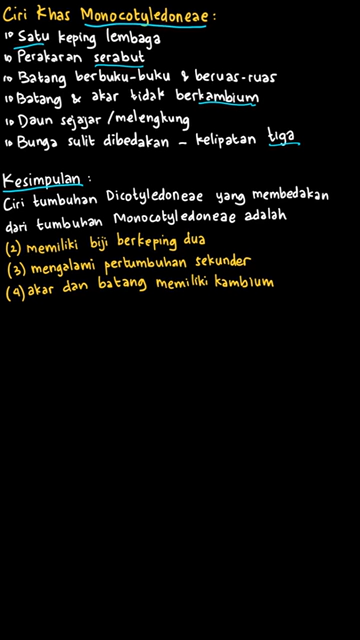 Ciri Khas Monocotyledoneae :
Satu keping lembaga
Perakaran serabut
Batang berbuku-buku & beruas-ruas
Batang & akar tidak berkambium
Daun sejajar/melengkung
Bunga sulit dibedakan - kelipatan tiga
Kesimpulan :
Ciri tumbuhan Dicotyledoneae yang membedakan
dari tumbuhan Monocotyledoneae adalah
(2) memiliki biji berkeping dua
(3) mengalami pertumbuhan sekunder
(4) akar dan batang memiliki kambium